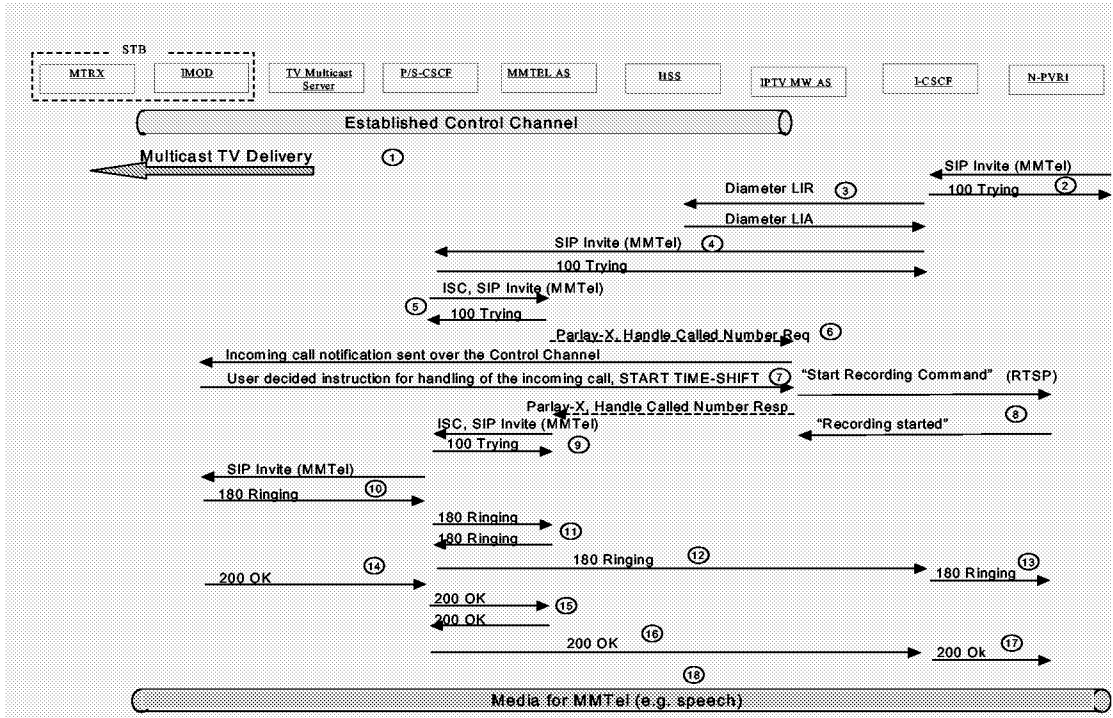 STB
MTRX
IMOD
TV Multicast
Server
P/S-CSCF
MMTEL AS
HSS
IPTV MW AS
I-CSCF
N-PVR1
Established Control Channel
Multicast TV Delivery
1
SIP Invite (MMTel)
100 Trying
2
Diameter LIR
3
Diameter LIA
SIP Invite (MMTel)
4
100 Trying
ISC, SIP Invite (MMTel)
5
100 Trying
Parlay-X, Handle Called Number Req
6
Incoming call notification sent over the Control Channel
User decided instruction for handling of the incoming call, START TIME-SHIFT
7
"Start Recording Command" (RTSP)
Parlay-X, Handle Called Number Resp
8
ISC, SIP Invite (MMTel)
"Recording started"
100 Trying
9
SIP Invite (MMTel)
10
180 Ringing
180 Ringing
11
180 Ringing
180 Ringing
12
13
180 Ringing
14
200 OK
200 OK
15
200 OK
200 OK
16
17
200 Ok
18
Media for MMTel (e.g. speech)